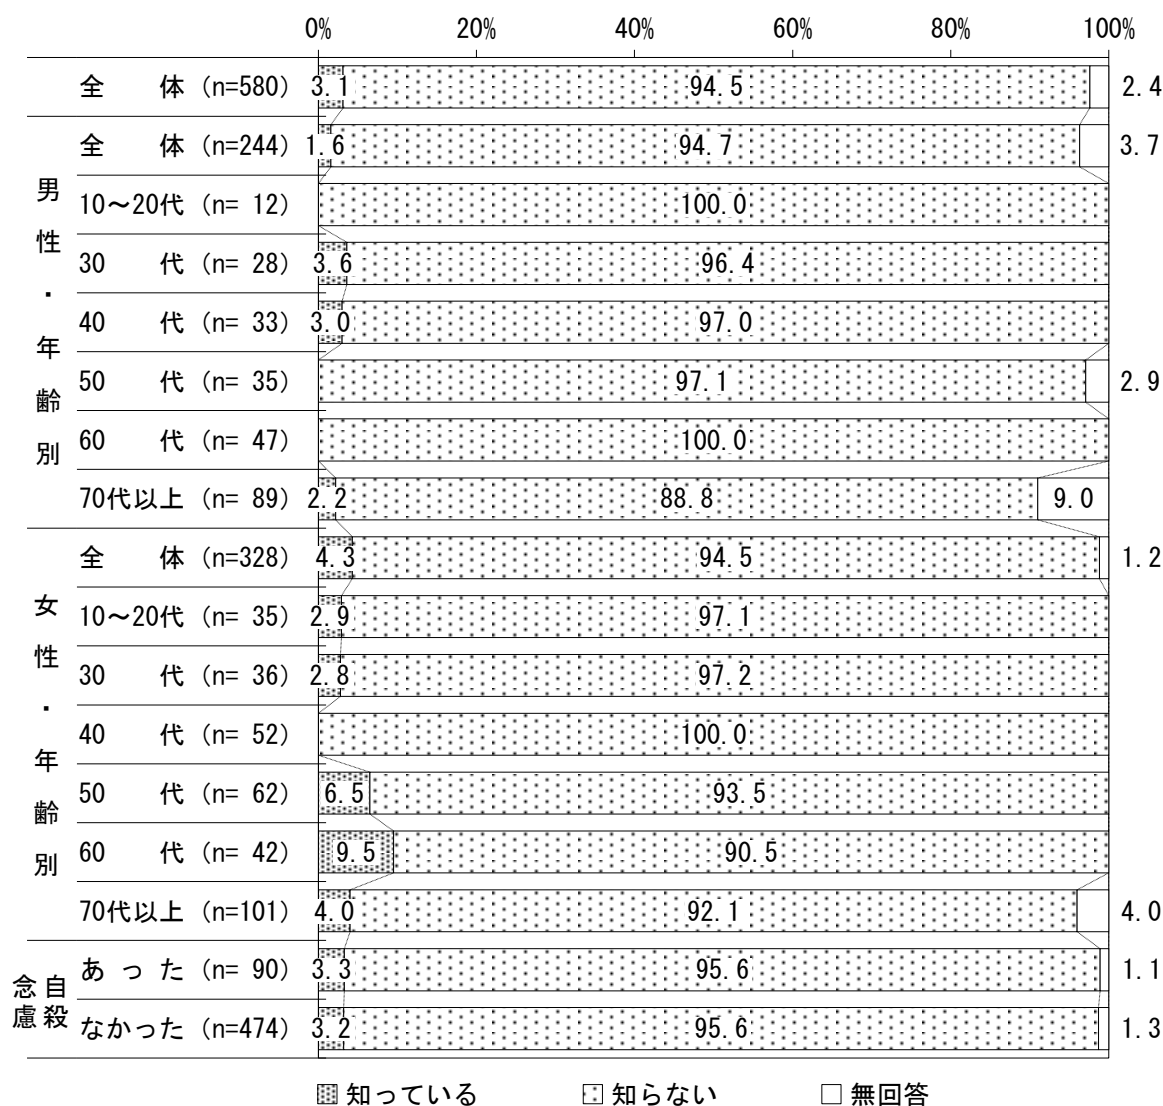 0% 20% 40% 60% 80% 100%
全　　体（n=580） 3.1 94.5 2.4
男性・年齢別
全　　体（n=244） 1.6 94.7 3.7
10～20代（n= 12） 100.0
30　　代（n= 28） 3.6 96.4
40　　代（n= 33） 3.0 97.0
50　　代（n= 35） 97.1 2.9
60　　代（n= 47） 100.0
70代以上（n= 89） 2.2 88.8 9.0
女性・年齢別
全　　体（n=328） 4.3 94.5 1.2
10～20代（n= 35） 2.9 97.1
30　　代（n= 36） 2.8 97.2
40　　代（n= 52） 100.0
50　　代（n= 62） 6.5 93.5
60　　代（n= 42） 9.5 90.5
70代以上（n=101） 4.0 92.1 4.0
自殺念慮
あ っ た（n= 90） 3.3 95.6 1.1
なかった（n=474） 3.2 95.6 1.3
知っている 知らない 無回答